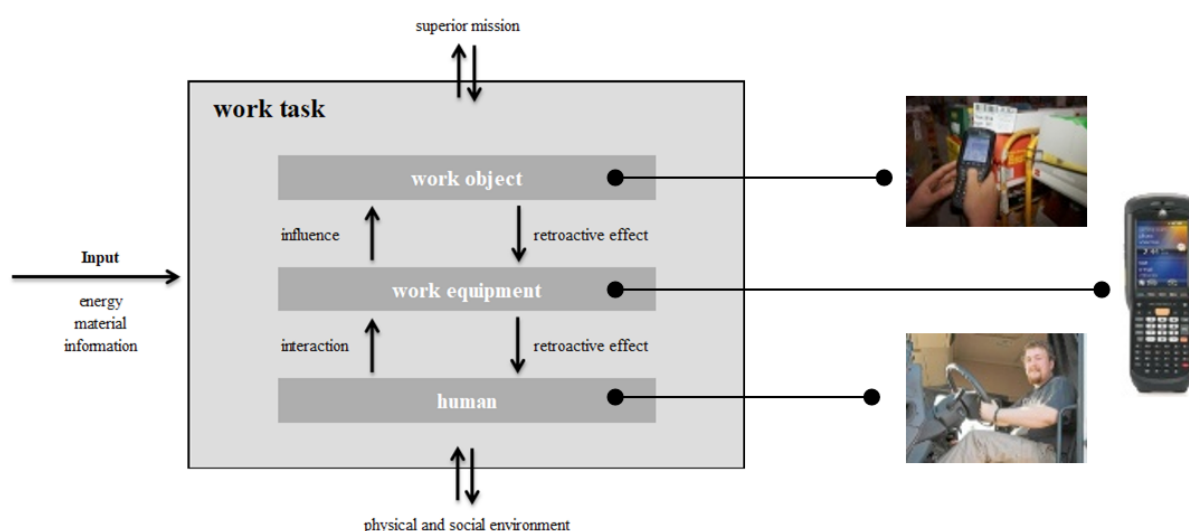 superior mission
work task
work object
influence
retroactive effect
Input
work equipment
energy
material
information
interaction
retroactive effect
human
physical and social environment